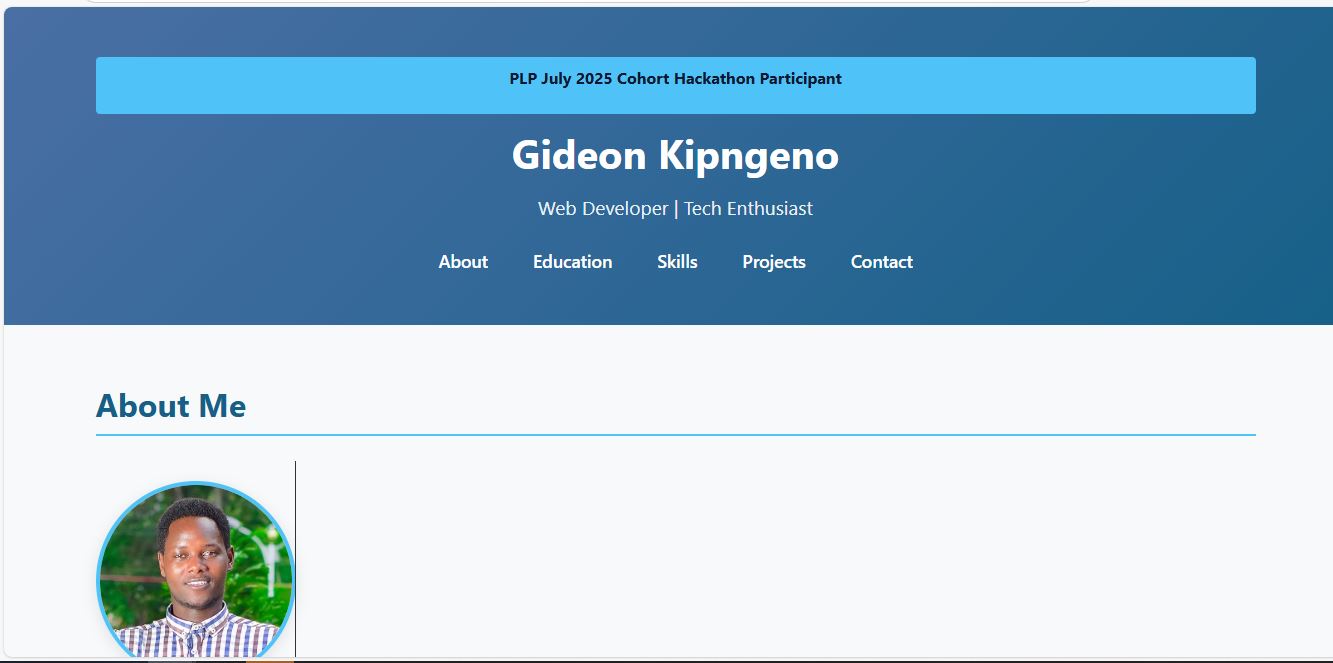 PLP July 2025 Cohort Hackathon Participant
Gideon Kipngeno
Web Developer | Tech Enthusiast
About Education Skills Projects Contact
About Me